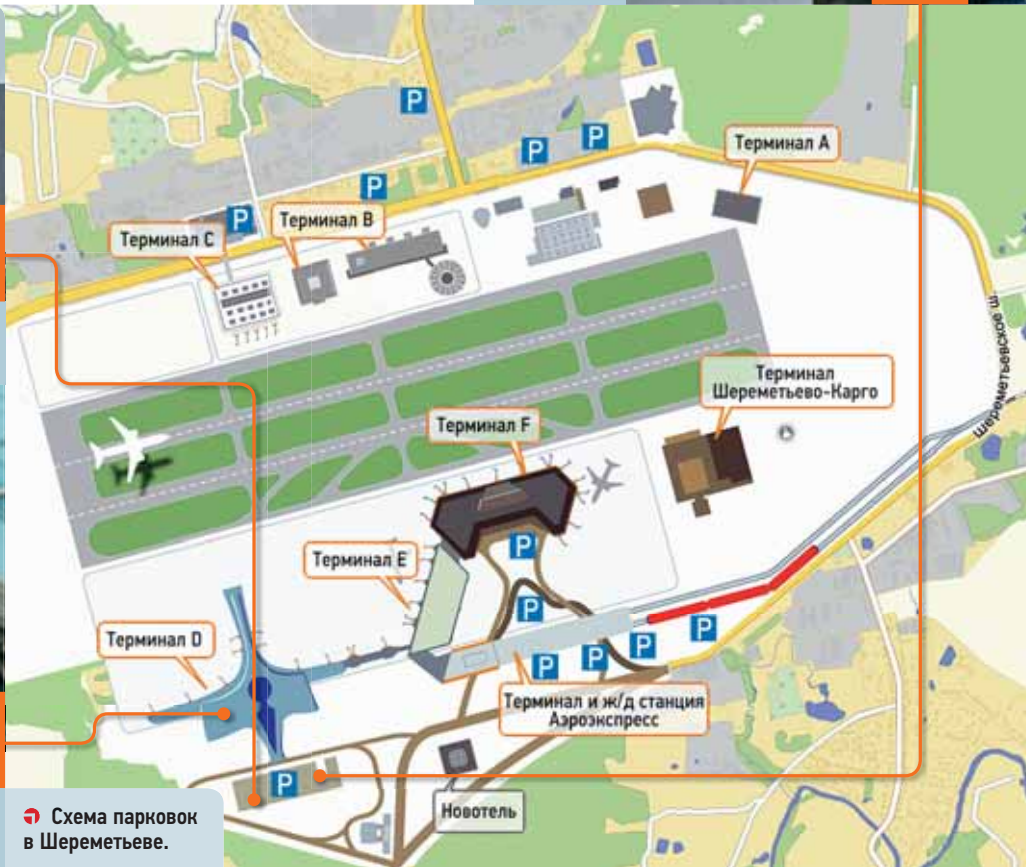 P
P
P
Терминал А
P
P
Терминал В
Терминал С
Шереметьевское ш.
Терминал
Шереметьево-Карго
Терминал F
P
Терминал Е
P
P
P
Терминал D
P
P
Терминал и ж/д станция
Аэроэкспресс
P
Новотель
Схема парковок
в Шереметьеве.